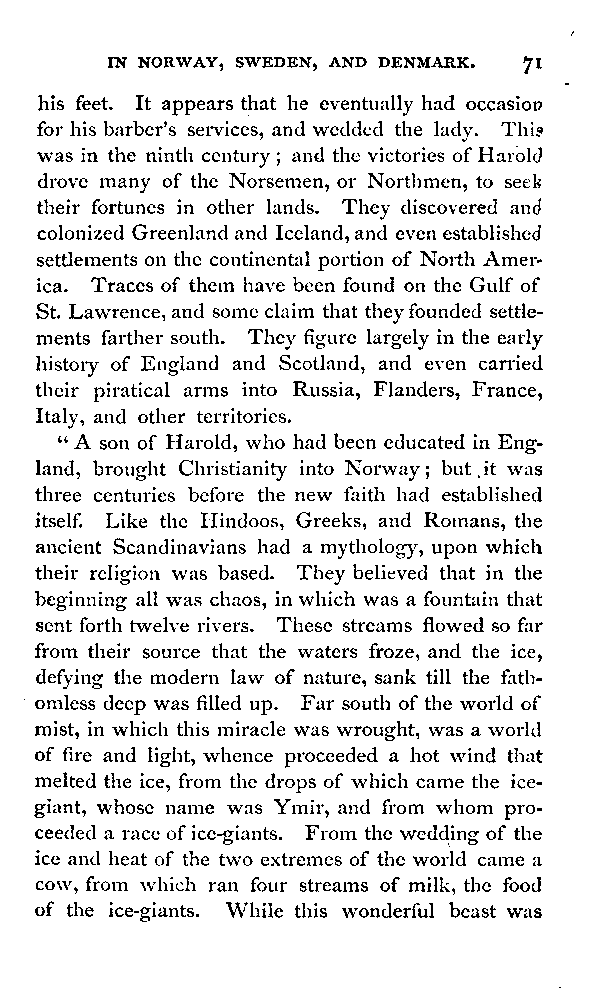 IN NORWAY, SWEDEN, AND DENMARK. 71
his feet. It appears that he eventually had occasion
for his barber's services, and wedded the lady. This
was in the ninth century; and the victories of Harold
drove many of the Norsemen, or Northmen, to seek
their fortunes in other lands. They discovered and
colonized Greenland and Iceland, and even established
settlements on the continental portion of North Amer-
ica. Traces of them have been found on the Gulf of
St. Lawrence, and some claim that they founded settle-
ments farther south. They figure largely in the early
history of England and Scotland, and even carried
their piratical arms into Russia, Flanders, France,
Italy, and other territories.
"A son of Harold, who had been educated in Eng-
land, brought Christianity into Norway; but it was
three centuries before the new faith had established
itself. Like the Hindoos, Greeks, and Romans, the
ancient Scandinavians had a mythology, upon which
their religion was based. They believed that in the
beginning all was chaos, in which was a fountain that
sent forth twelve rivers. These streams flowed so far
from their source that the waters froze, and the ice,
defying the modern law of nature, sank till the fath-
omless deep was filled up. Far south of the world of
mist, in which this miracle was wrought, was a world
of fire and light, whence proceeded a hot wind that
melted the ice, from the drops of which came the ice-
giant, whose name was Ymir, and from whom pro-
ceeded a race of ice-giants. From the wedding of the
ice and heat of the two extremes of the world came a
cow, from which ran four streams of milk, the food
of the ice-giants. While this wonderful beast was